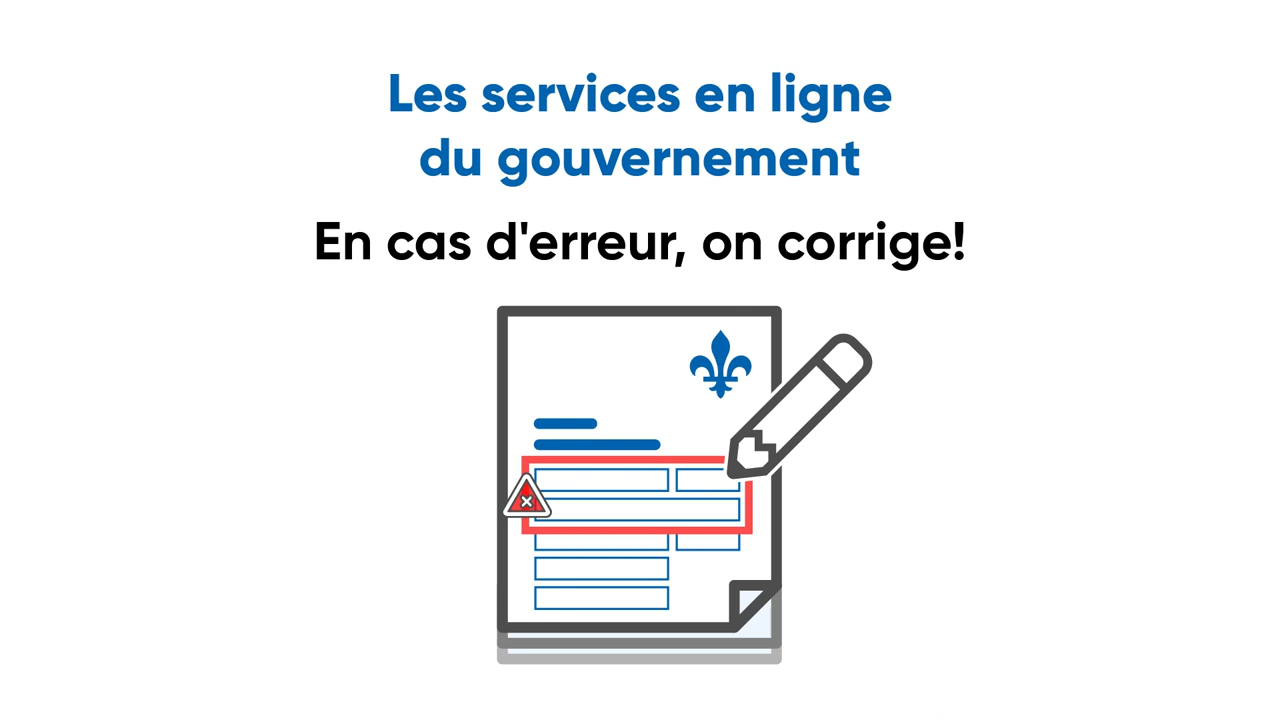 Les services en ligne
du gouvernement
En cas d'erreur, on corrige!